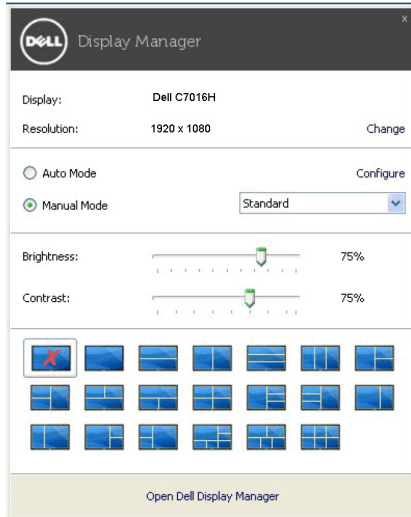 x
DELL Display Manager
Display: Dell C7016H
Resolution: 1920 x 1080 Change
Auto Mode Configure
Manual Mode Standard
Brightness: 75%
Contrast: 75%
Open Dell Display Manager